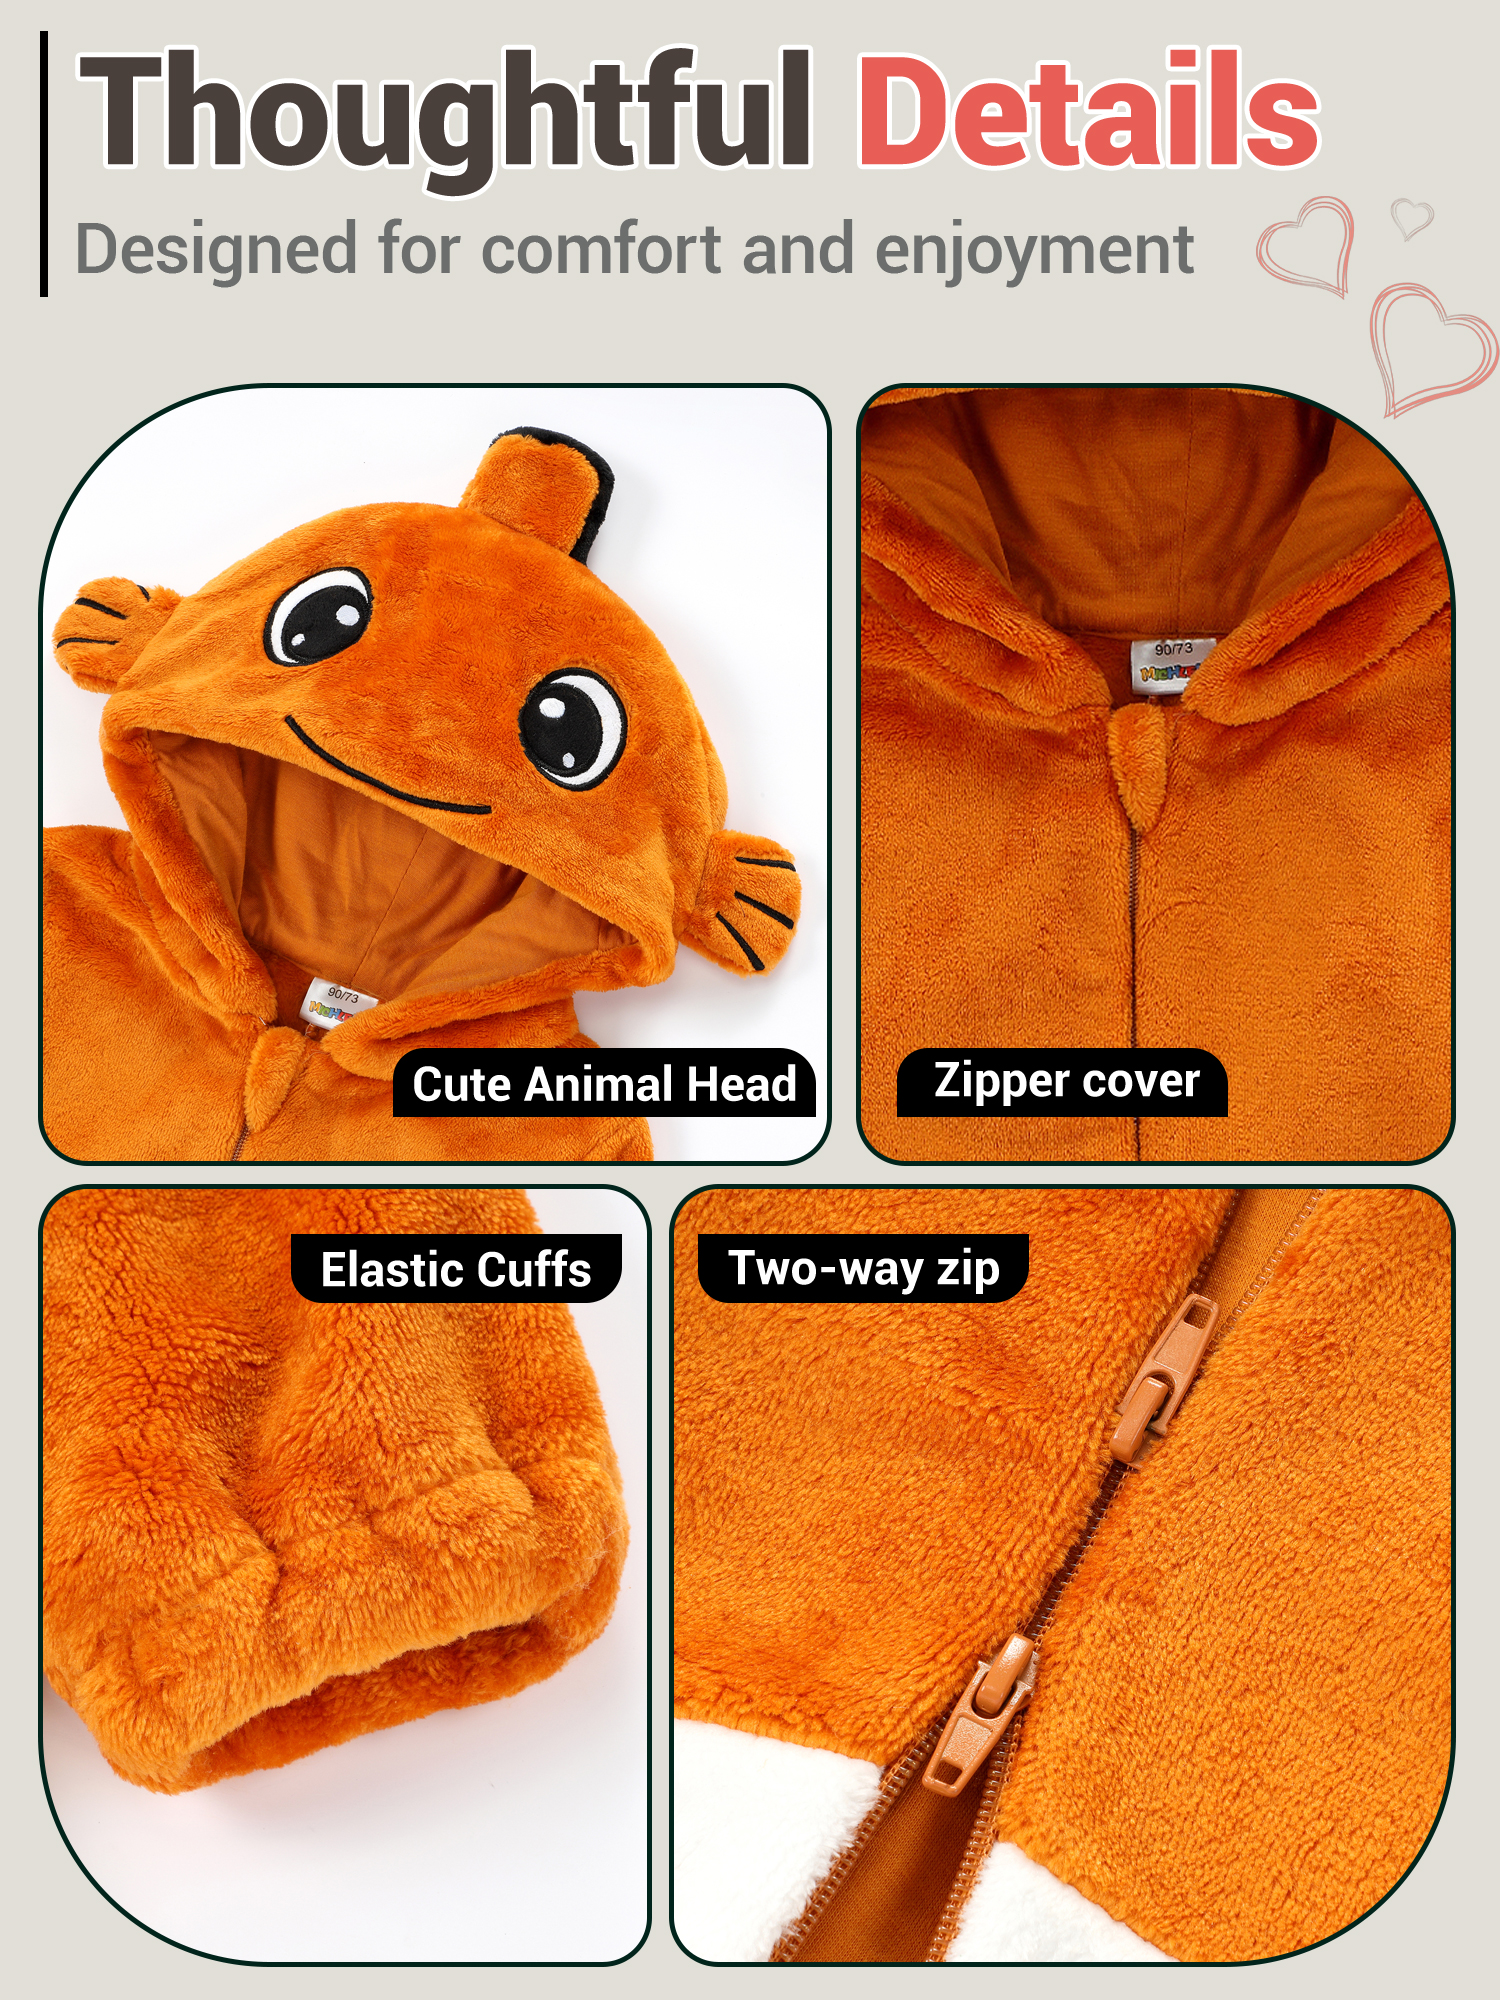 Thoughtful Details
Designed for comfort and enjoyment
90/73
90/73
Cute Animal Head
Zipper cover
Elastic Cuffs
Two-way zip